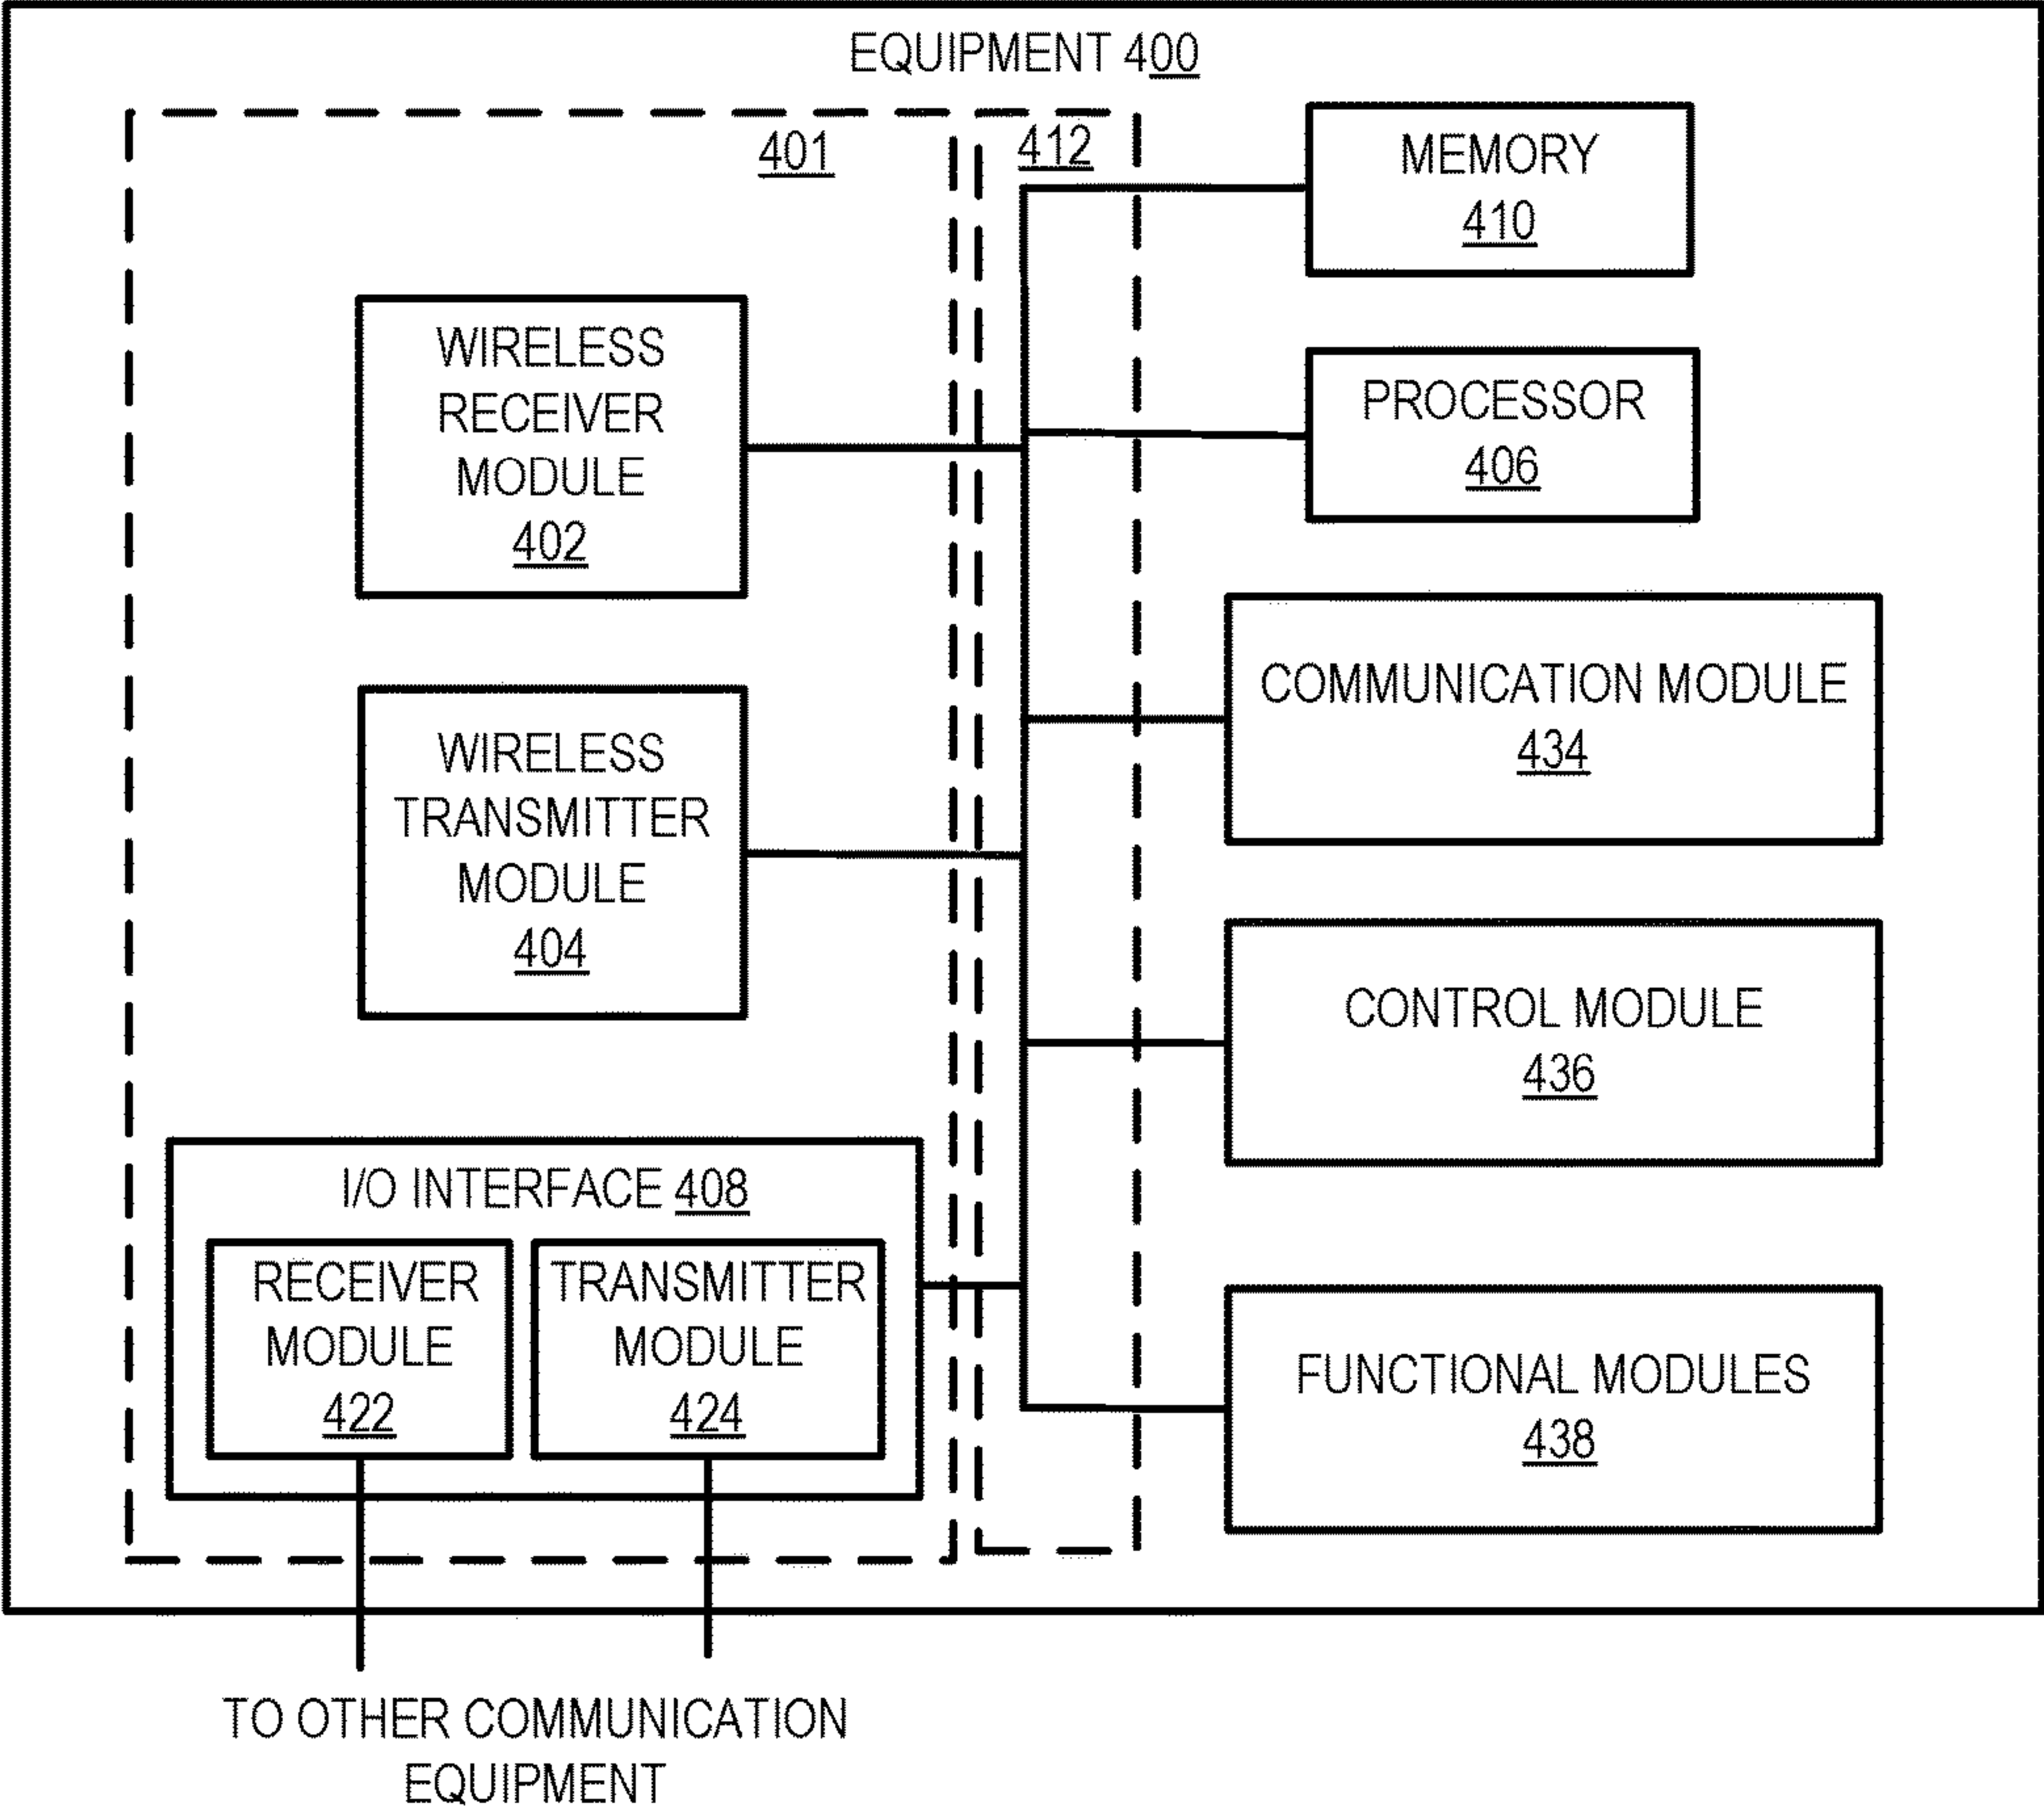 EQUIPMENT 400
401
412
MEMORY
410
WIRELESS
RECEIVER
MODULE
402
PROCESSOR
406
COMMUNICATION MODULE
434
WIRELESS
TRANSMITTER
MODULE
404
CONTROL MODULE
436
I/O INTERFACE 408
RECEIVER
MODULE
422
TRANSMITTER
MODULE
424
FUNCTIONAL MODULES
438
TO OTHER COMMUNICATION
EQUIPMENT